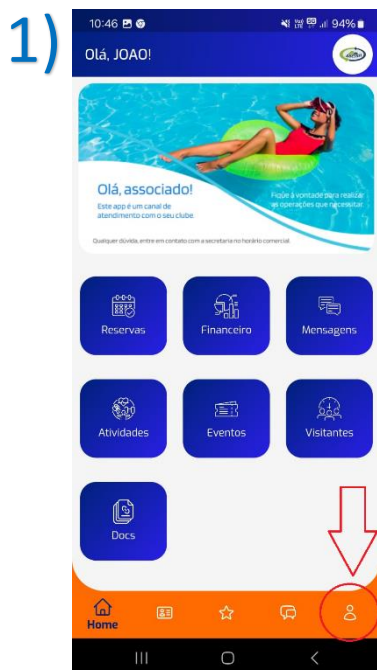 1)
10:46
94%
Olá, JOAO!
Olá, associado!
Este app é um canal de
atendimento com o seu clube.
Fique à vontade para realizar
as operações que necessitar.
Qualquer dúvida, entre em contato com a secretaria no horário comercial.
Reservas
Financeiro
Mensagens
Atividades
Eventos
Visitantes
Docs
Home